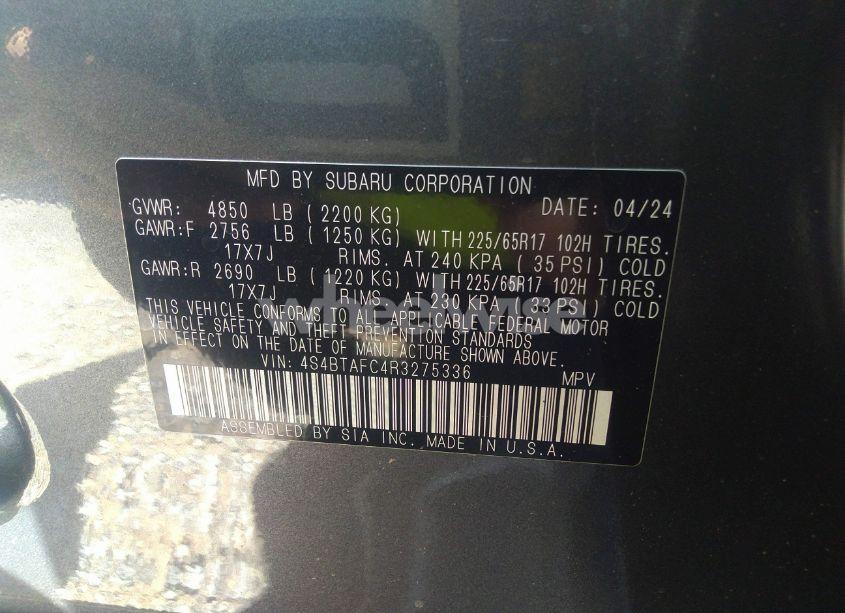 MFD BY SUBARU CORPORATION
GVWR: 4850 LB ( 2200 KG) DATE: 04/24
GAWR:F 2756 LB ( 1250 KG) WITH 225/65R17 102H TIRES.
17X7J RIMS. AT 240 KPA ( 35 PSI) COLD
GAWR:R 2690 LB ( 1220 KG) WITH 225/65R17 102H TIRES.
17X7J RIMS. AT 230 KPA ( 33 PSI) COLD
THIS VEHICLE CONFORMS TO ALL APPLICABLE FEDERAL MOTOR
VEHICLE SAFETY AND THEFT PREVENTION STANDARDS
IN EFFECT ON THE DATE OF MANUFACTURE SHOWN ABOVE.
VIN: 4S4BTAFC4R3275336 MPV
ASSEMBLED BY SIA INC. MADE IN U.S.A.
wheelwise